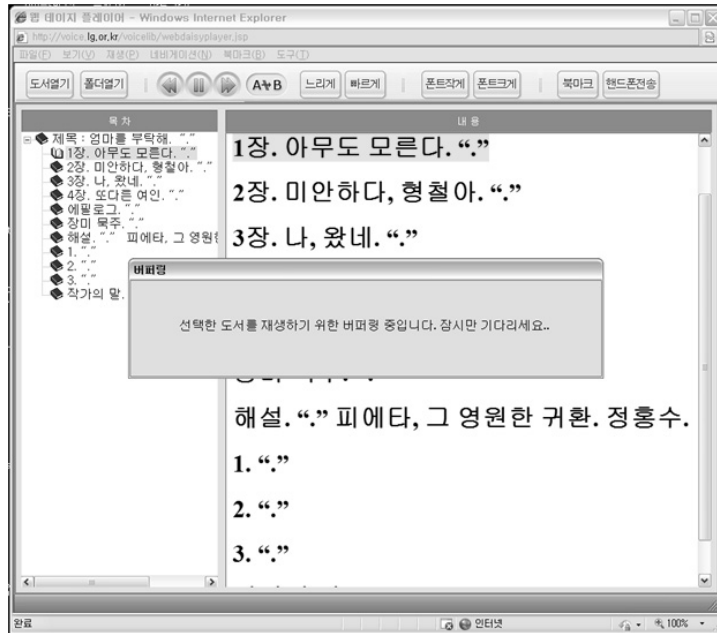 웹 데이지 플레이어 - Windows Internet Explorer
http://voice.lg.or.kr/voicelib/webdaisyplayer.jsp
파일(F) 보기(V) 재생(P) 네비게이션(N) 북마크(B) 도구(T)
도서열기 폴더열기 A↔B 느리게 빠르게 폰트작게 폰트크게 북마크 핸드폰전송
목 차
제목 : 엄마를 부탁해. “.”
1장. 아무도 모른다. “.”
2장. 미안하다, 형철아. “.”
3장. 나, 왔네. “.”
4장. 또다른 여인. “.”
에필로그. “.”
장미 묵주. “.”
해설. “.” 피에타, 그 영원한
1. “.”
2. “.”
3. “.”
작가의 말.
내 용
1장. 아무도 모른다. “.”
2장. 미안하다, 형철아. “.”
3장. 나, 왔네. “.”
버퍼링
선택한 도서를 재생하기 위한 버퍼링 중입니다. 잠시만 기다리세요..
해설. “.” 피에타, 그 영원한 귀환. 정홍수.
1. “.”
2. “.”
3. “.”
완료 인터넷 100%